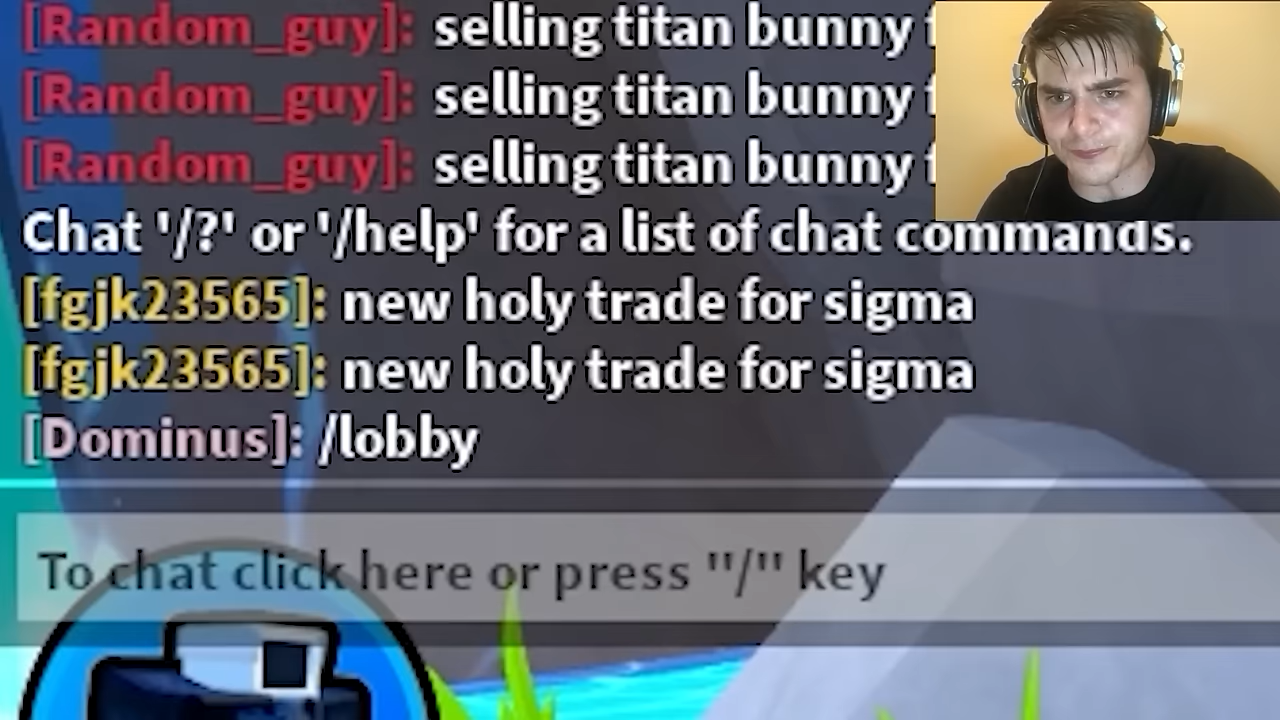 [Random_guy]: selling titan bunny
[Random_guy]: selling titan bunny
[Random_guy]: selling titan bunny
Chat '/?' or '/help' for a list of chat commands.
[fgjk23565]: new holy trade for sigma
[fgjk23565]: new holy trade for sigma
[Dominus]: /lobby
To chat click here or press "/" key